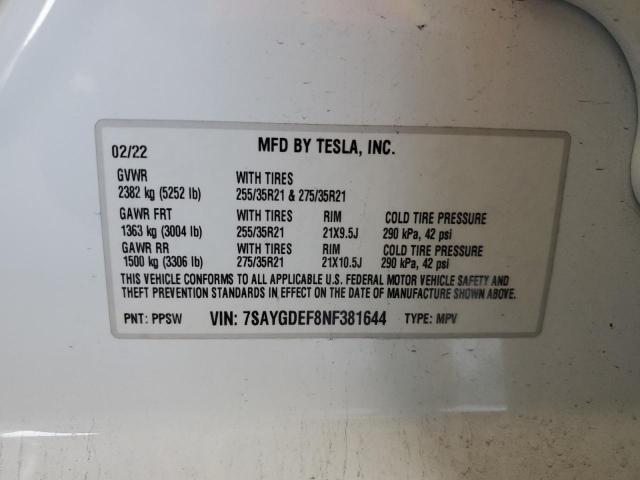 02/22 MFD BY TESLA, INC.
GVWR WITH TIRES
2382 kg (5252 lb) 255/35R21 & 275/35R21
GAWR FRT WITH TIRES RIM COLD TIRE PRESSURE
1363 kg (3004 lb) 255/35R21 21X9.5J 290 kPa, 42 psi
GAWR RR WITH TIRES RIM COLD TIRE PRESSURE
1500 kg (3306 lb) 275/35R21 21X10.5J 290 kPa, 42 psi
THIS VEHICLE CONFORMS TO ALL APPLICABLE U.S. FEDERAL MOTOR VEHICLE SAFETY AND
THEFT PREVENTION STANDARDS IN EFFECT ON THE DATE OF MANUFACTURE SHOWN ABOVE.
PNT: PPSW VIN: 7SAYGDEF8NF381644 TYPE: MPV